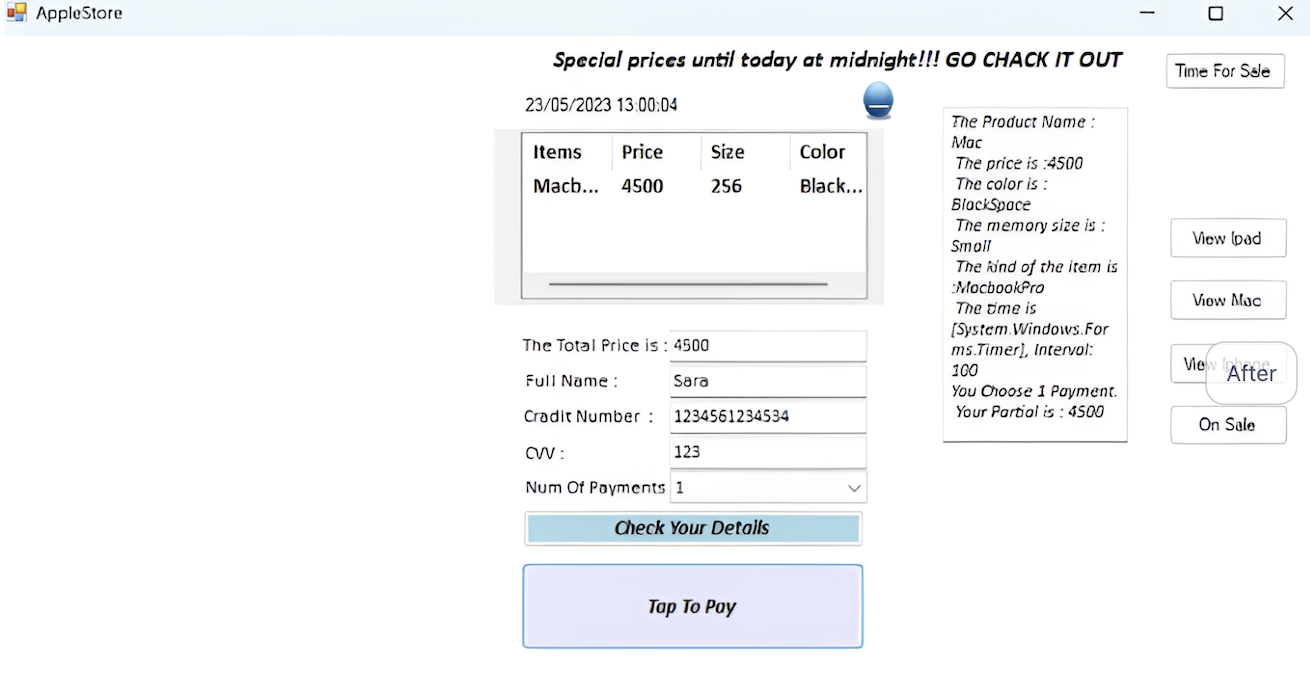 AppleStore
Special prices until today at midnight!!! GO CHACK IT OUT
Time For Sale
23/05/2023 13:00:04
Items Price Size Color
Macb... 4500 256 Black...
The Product Name :
Mac
The price is :4500
The color is :
BlackSpace
The memory size is :
Small
The kind of the item is
:MacbookPro
The time is
[System.Windows.For
ms.Timer], Interval:
100
You Choose 1 Payment.
Your Partial is : 4500
View Ipad
View Mac
View Iphone
After
On Sale
The Total Price is : 4500
Full Name : Sara
Cradit Number : 1234561234534
CVV : 123
Num Of Payments 1
Check Your Details
Tap To Pay